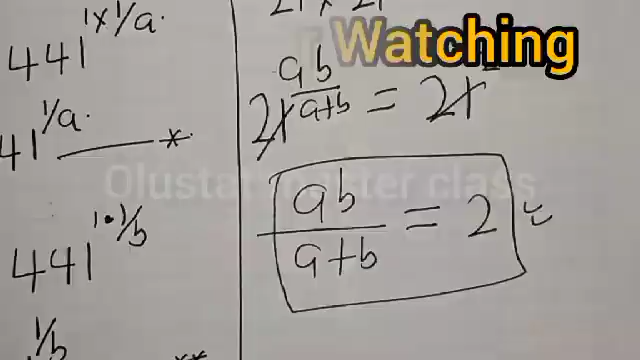 441^1×1/a.
41^1/a. *
441^1·1/b
1/b **
Watching
21^ab/a+b = 21
Olustar master class
ab/a+b = 2